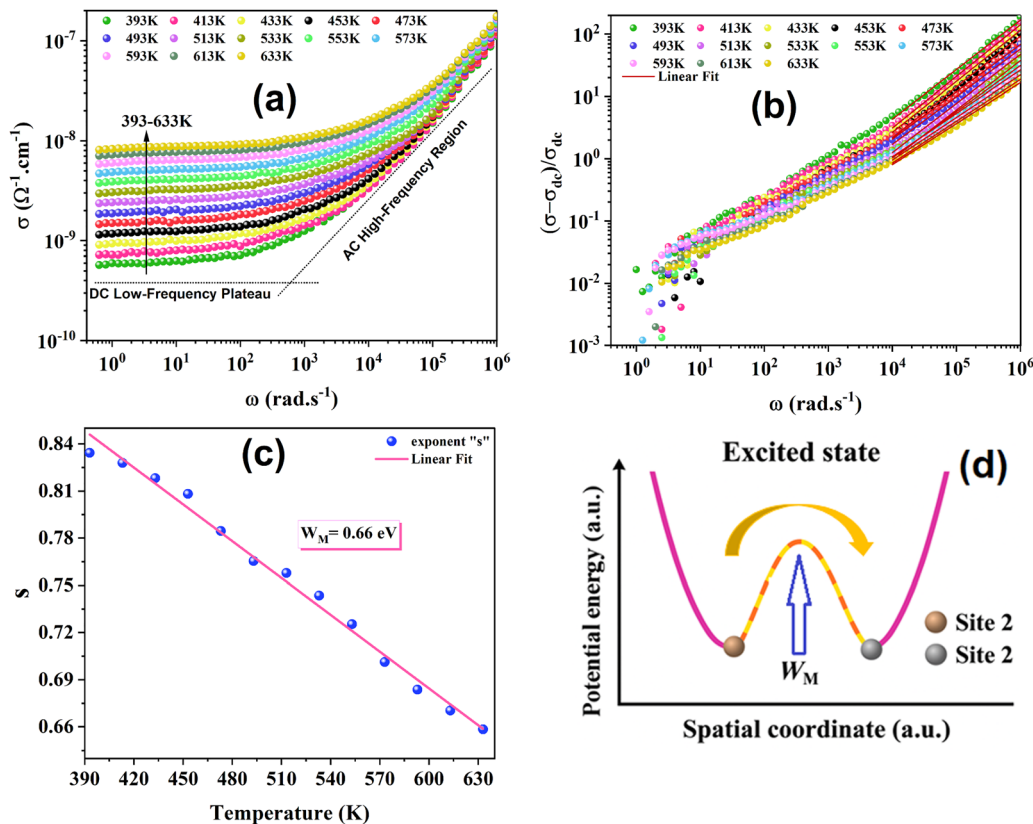 393K 413K 433K 453K 473K
493K 513K 533K 553K 573K
593K 613K 633K
(a)
393-633K
AC High-Frequency Region
DC Low-Frequency Plateau
10⁻⁷
10⁻⁸
10⁻⁹
10⁻¹⁰
σ (Ω⁻¹.cm⁻¹)
10⁰ 10¹ 10² 10³ 10⁴ 10⁵ 10⁶
ω (rad.s⁻¹)
393K 413K 433K 453K 473K
493K 513K 533K 553K 573K
593K 613K 633K
Linear Fit
(b)
10²
10¹
10⁰
10⁻¹
10⁻²
10⁻³
(σ−σdc)/σdc
10⁰ 10¹ 10² 10³ 10⁴ 10⁵ 10⁶
ω (rad.s⁻¹)
(c)
exponent "s"
Linear Fit
W_M= 0.66 eV
0.84
0.81
0.78
0.75
0.72
0.69
0.66
s
390 420 450 480 510 540 570 600 630
Temperature (K)
(d)
Excited state
Site 2
Site 2
W_M
Potential energy (a.u.)
Spatial coordinate (a.u.)